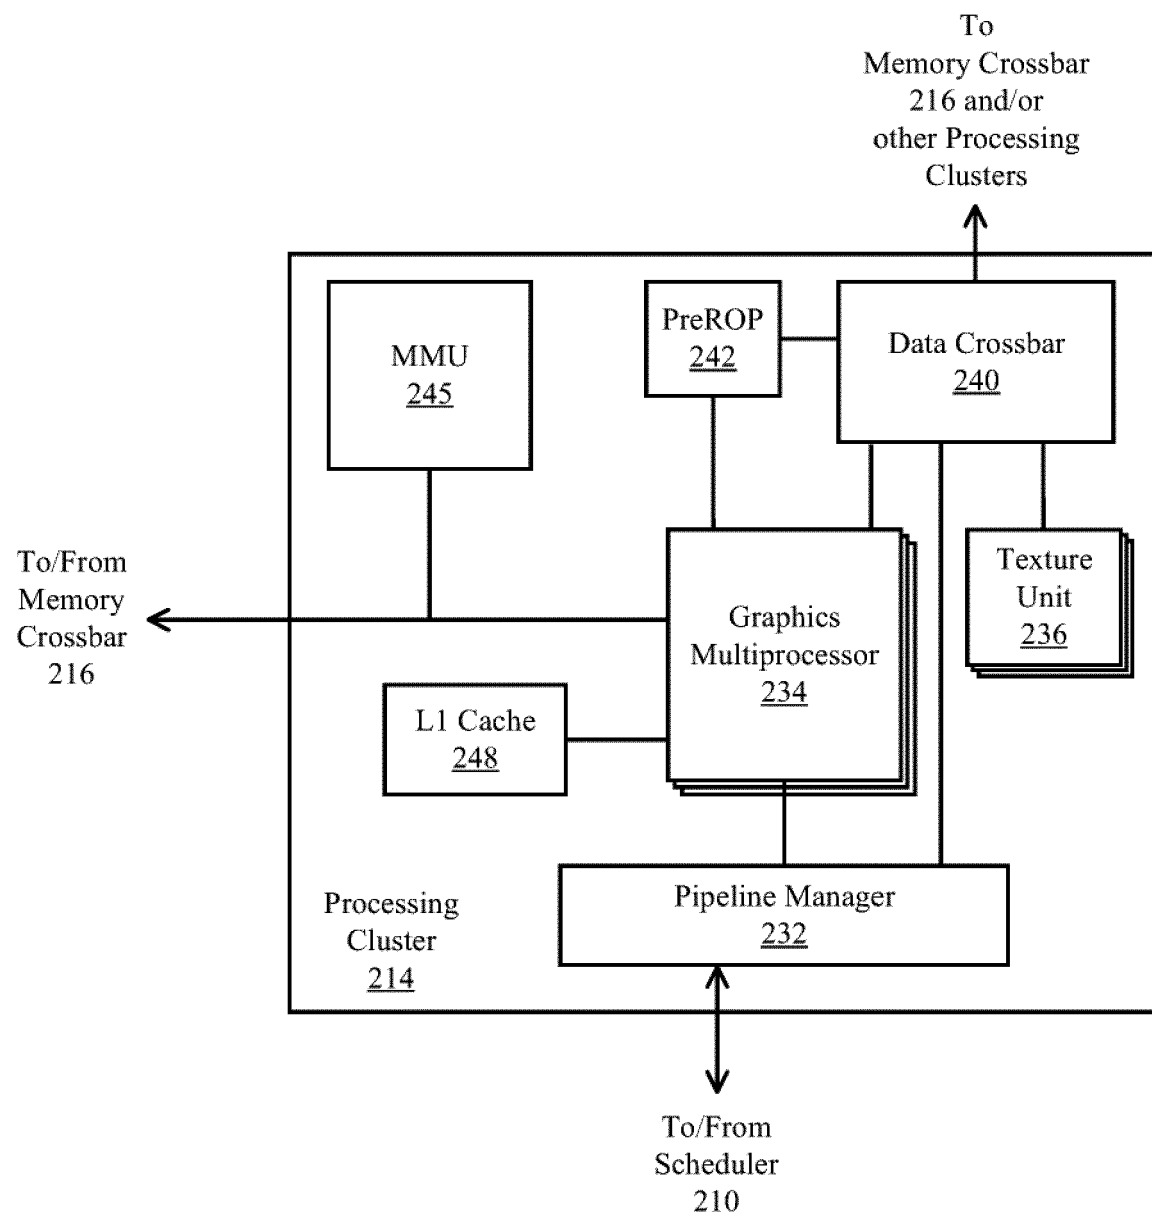 To
Memory Crossbar
216 and/or
other Processing
Clusters
MMU
245
PreROP
242
Data Crossbar
240
To/From
Memory
Crossbar
216
Graphics
Multiprocessor
234
Texture
Unit
236
L1 Cache
248
Processing
Cluster
214
Pipeline Manager
232
To/From
Scheduler
210